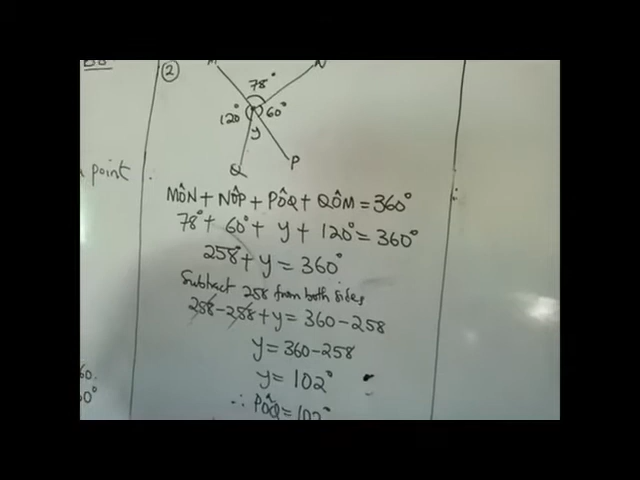 (2)
N
78°
120°
60°
y
Q
P
point
MÔN + NÔP + PÔQ + QÔM = 360°
78° + 60° + y + 120° = 360°
258° + y = 360°
Subtract 258 from both sides
258 - 258 + y = 360 - 258
y = 360 - 258
y = 102°
∴ PÔQ = 102°